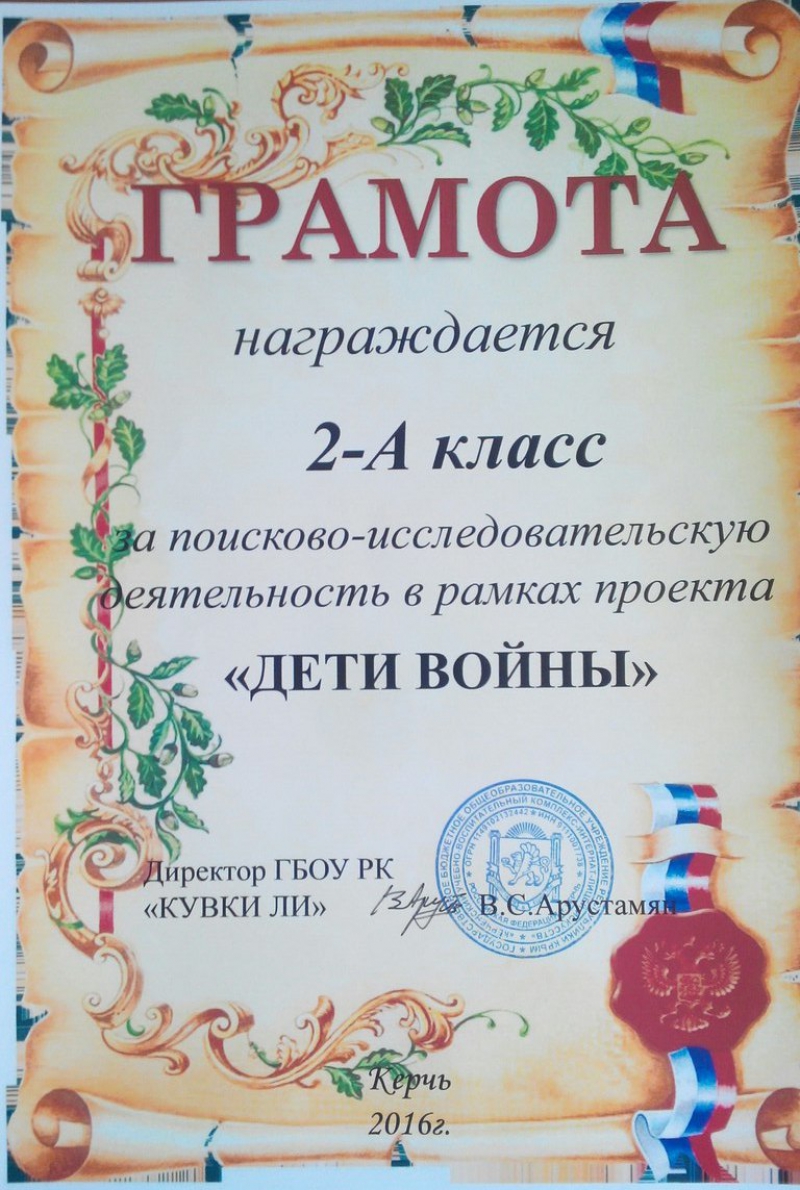 ГРАМОТА
награждается
2-А класс
за поисково-исследовательскую
деятельность в рамках проекта
«ДЕТИ ВОЙНЫ»
Директор ГБОУ РК
«КУВКИ ЛИ»
В.С.Арустамян
Керчь
2016г.